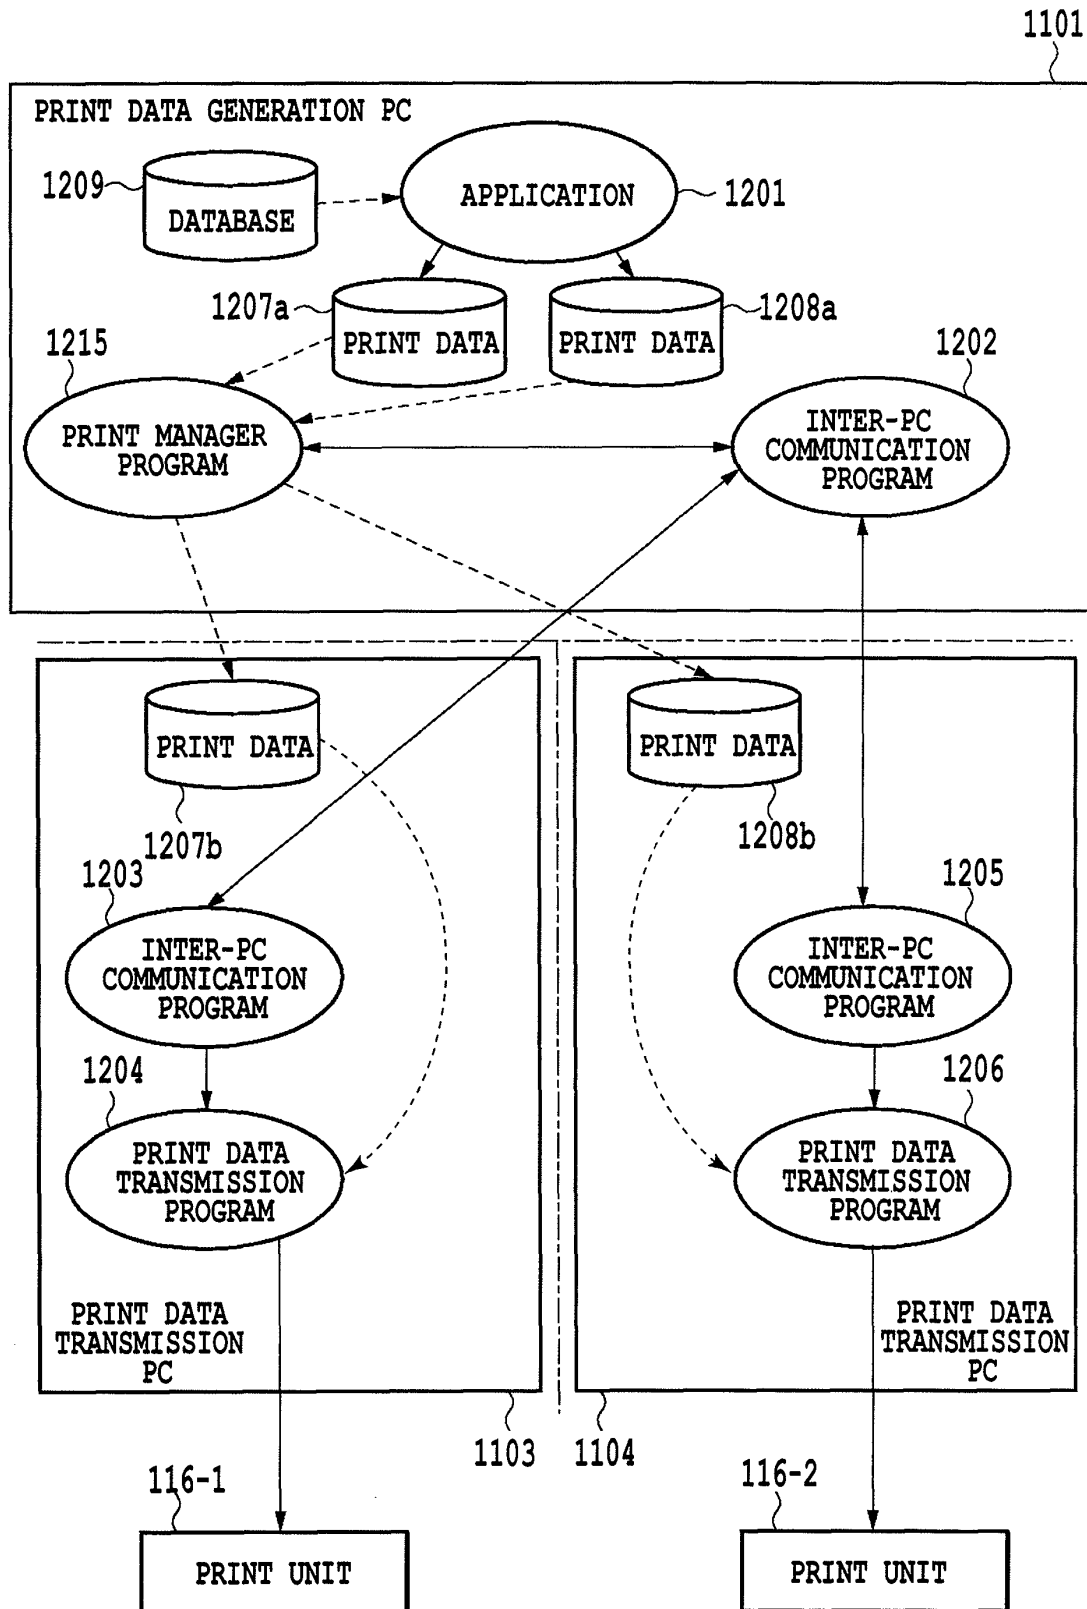 1101
PRINT DATA GENERATION PC
1209
DATABASE
APPLICATION
1201
1207a
PRINT DATA
PRINT DATA
1208a
1215
PRINT MANAGER
PROGRAM
1202
INTER-PC
COMMUNICATION
PROGRAM
PRINT DATA
1207b
PRINT DATA
1208b
1203
INTER-PC
COMMUNICATION
PROGRAM
1205
INTER-PC
COMMUNICATION
PROGRAM
1204
PRINT DATA
TRANSMISSION
PROGRAM
1206
PRINT DATA
TRANSMISSION
PROGRAM
PRINT DATA
TRANSMISSION
PC
PRINT DATA
TRANSMISSION
PC
1103
1104
116-1
PRINT UNIT
116-2
PRINT UNIT